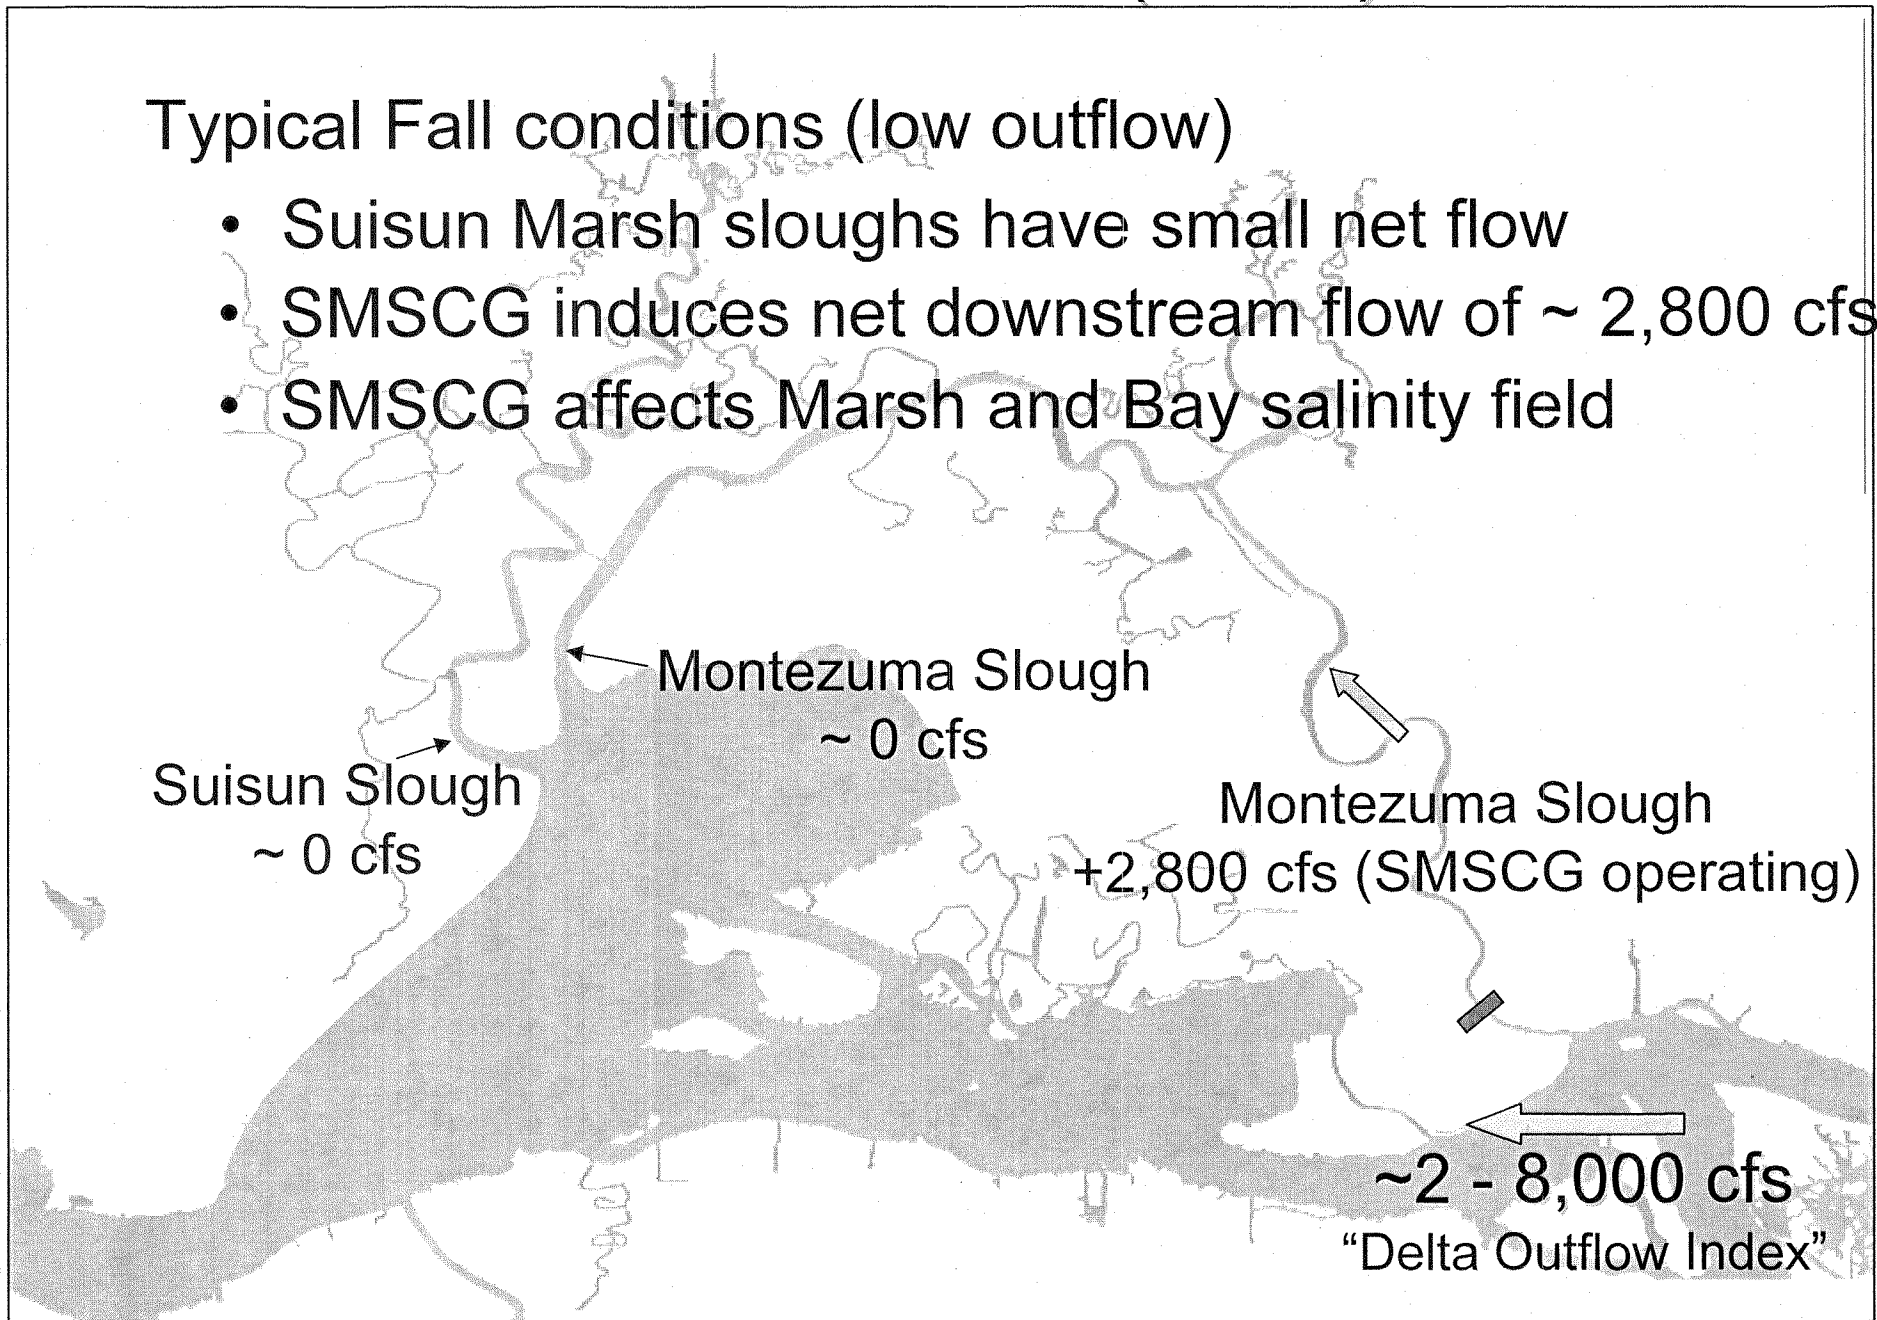 Typical Fall conditions (low outflow)
• Suisun Marsh sloughs have small net flow
• SMSCG induces net downstream flow of ~ 2,800 cfs
• SMSCG affects Marsh and Bay salinity field
Montezuma Slough
~ 0 cfs
Suisun Slough
~ 0 cfs
Montezuma Slough
+2,800 cfs (SMSCG operating)
~2 - 8,000 cfs
“Delta Outflow Index”